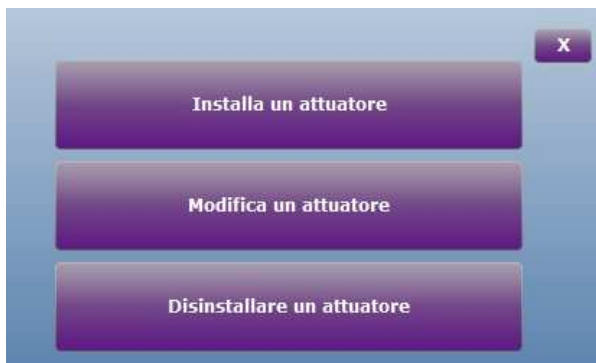 X
Installa un attuatore
Modifica un attuatore
Disinstallare un attuatore